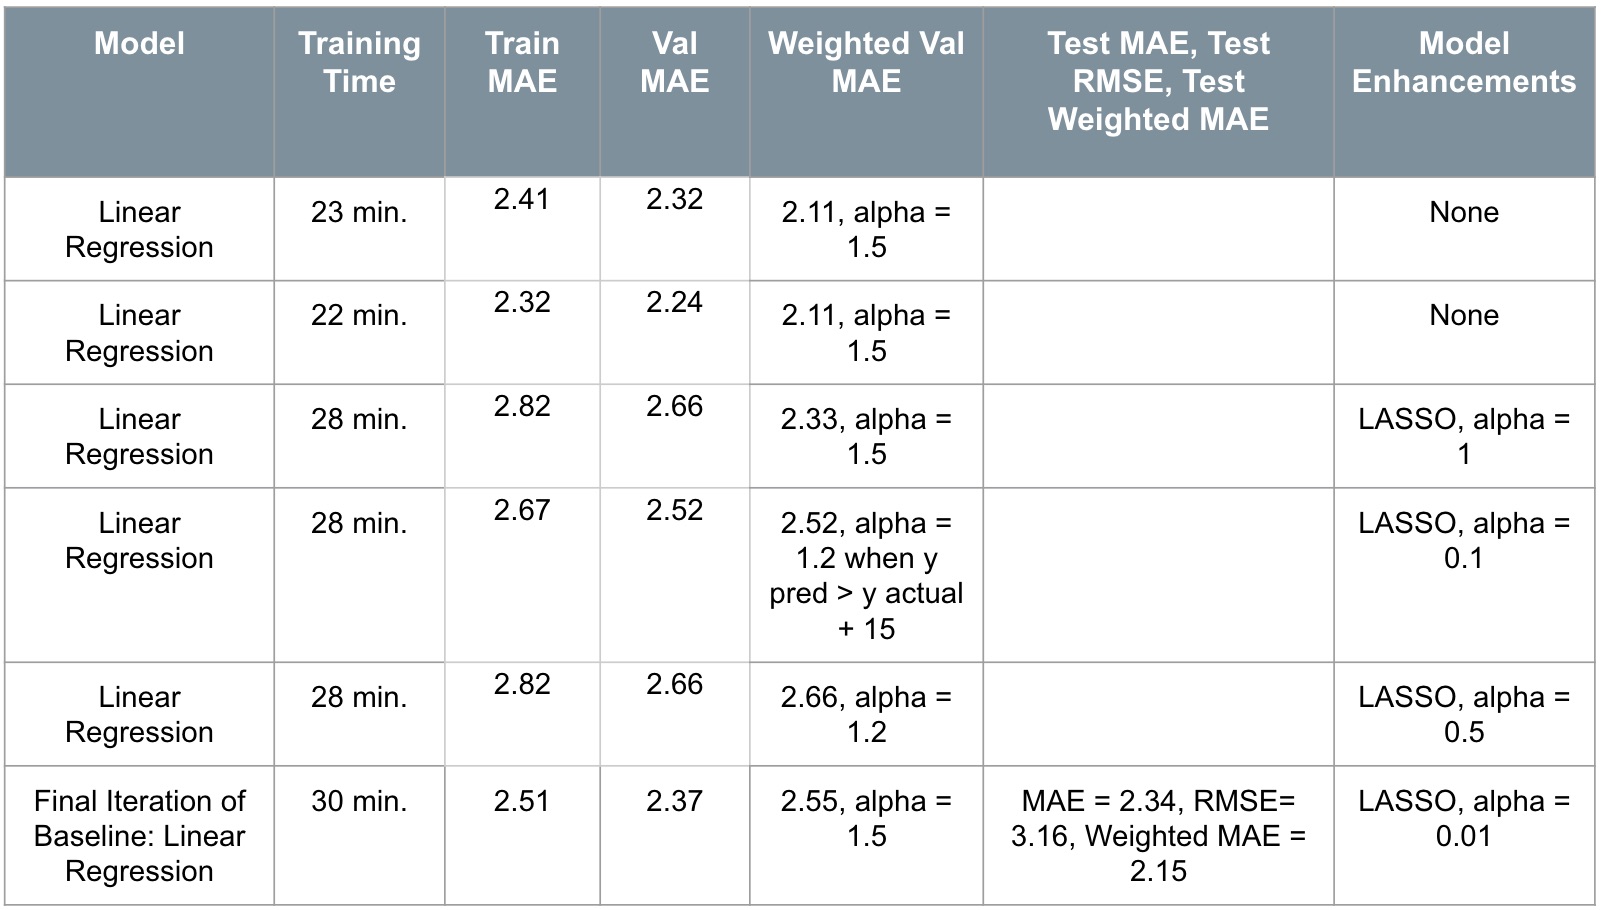 Model
Training
Time
Train
MAE
Val
MAE
Weighted Val
MAE
Test MAE, Test
RMSE, Test
Weighted MAE
Model
Enhancements
Linear
Regression
23 min.
2.41
2.32
2.11, alpha =
1.5
None
Linear
Regression
22 min.
2.32
2.24
2.11, alpha =
1.5
None
Linear
Regression
28 min.
2.82
2.66
2.33, alpha =
1.5
LASSO, alpha =
1
Linear
Regression
28 min.
2.67
2.52
2.52, alpha =
1.2 when y
pred > y actual
+ 15
LASSO, alpha =
0.1
Linear
Regression
28 min.
2.82
2.66
2.66, alpha =
1.2
LASSO, alpha =
0.5
Final Iteration of
Baseline: Linear
Regression
30 min.
2.51
2.37
2.55, alpha =
1.5
MAE = 2.34, RMSE=
3.16, Weighted MAE =
2.15
LASSO, alpha =
0.01